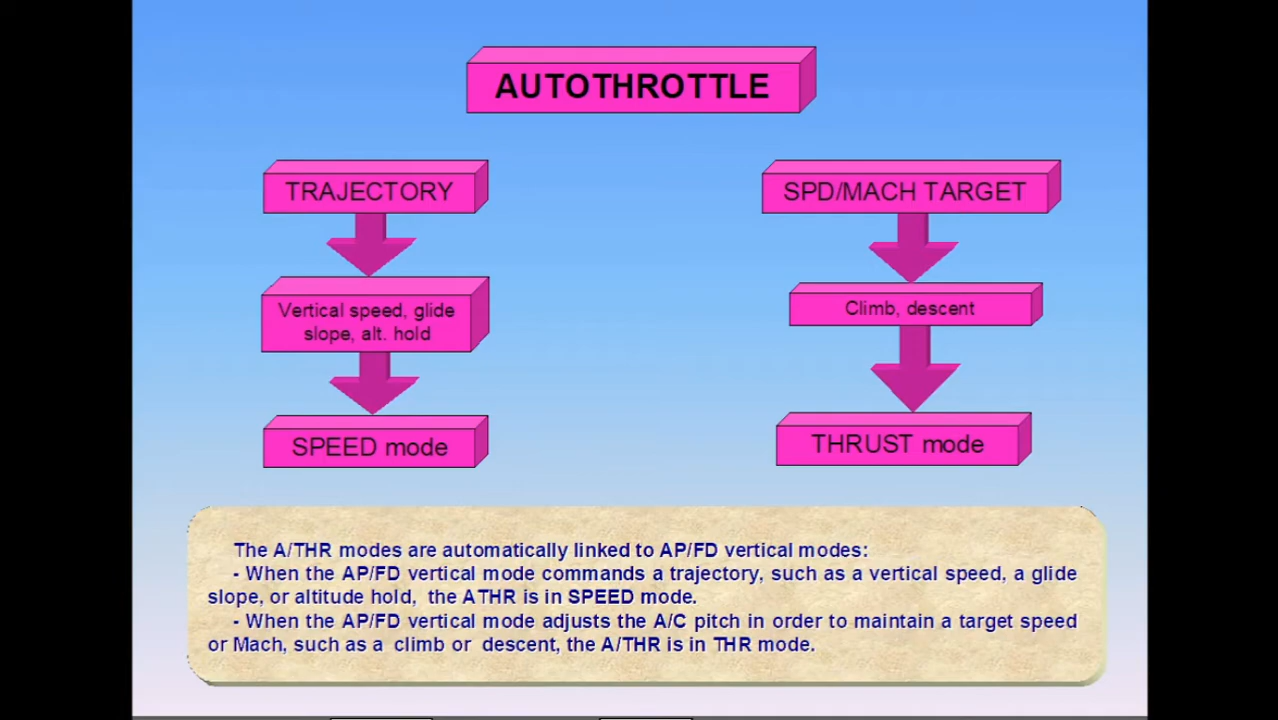 AUTOTHROTTLE
TRAJECTORY
SPD/MACH TARGET
Vertical speed, glide
slope, alt. hold
Climb, descent
SPEED mode
THRUST mode
The A/THR modes are automatically linked to AP/FD vertical modes:
- When the AP/FD vertical mode commands a trajectory, such as a vertical speed, a glide
slope, or altitude hold, the ATHR is in SPEED mode.
- When the AP/FD vertical mode adjusts the A/C pitch in order to maintain a target speed
or Mach, such as a climb or descent, the A/THR is in THR mode.